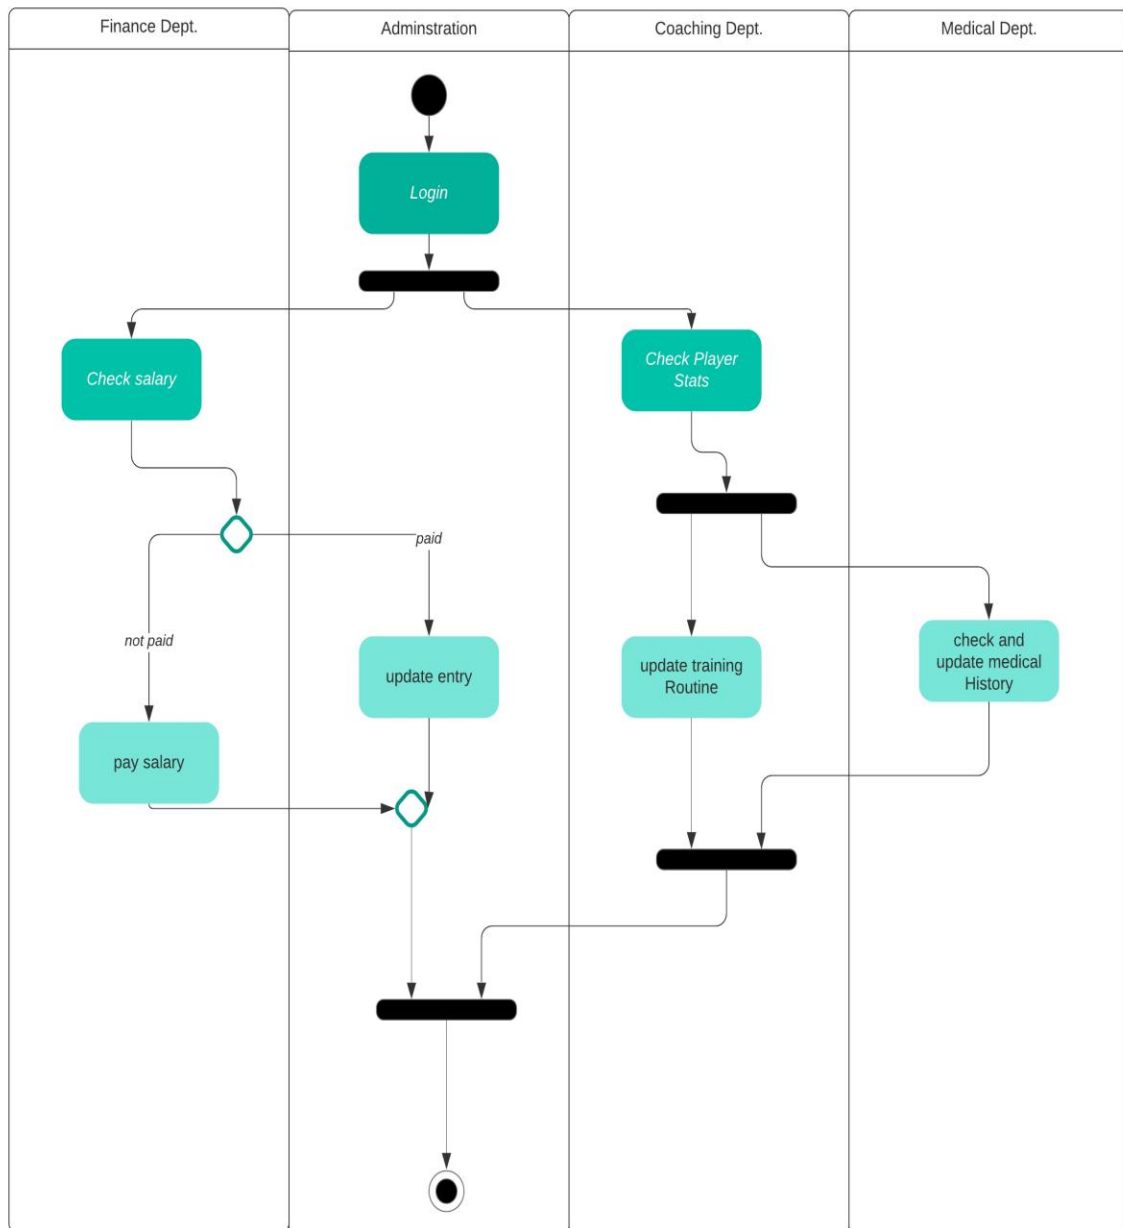 Finance Dept.
Adminstration
Coaching Dept.
Medical Dept.
Login
Check salary
Check Player
Stats
paid
not paid
update entry
update training
Routine
check and
update medical
History
pay salary